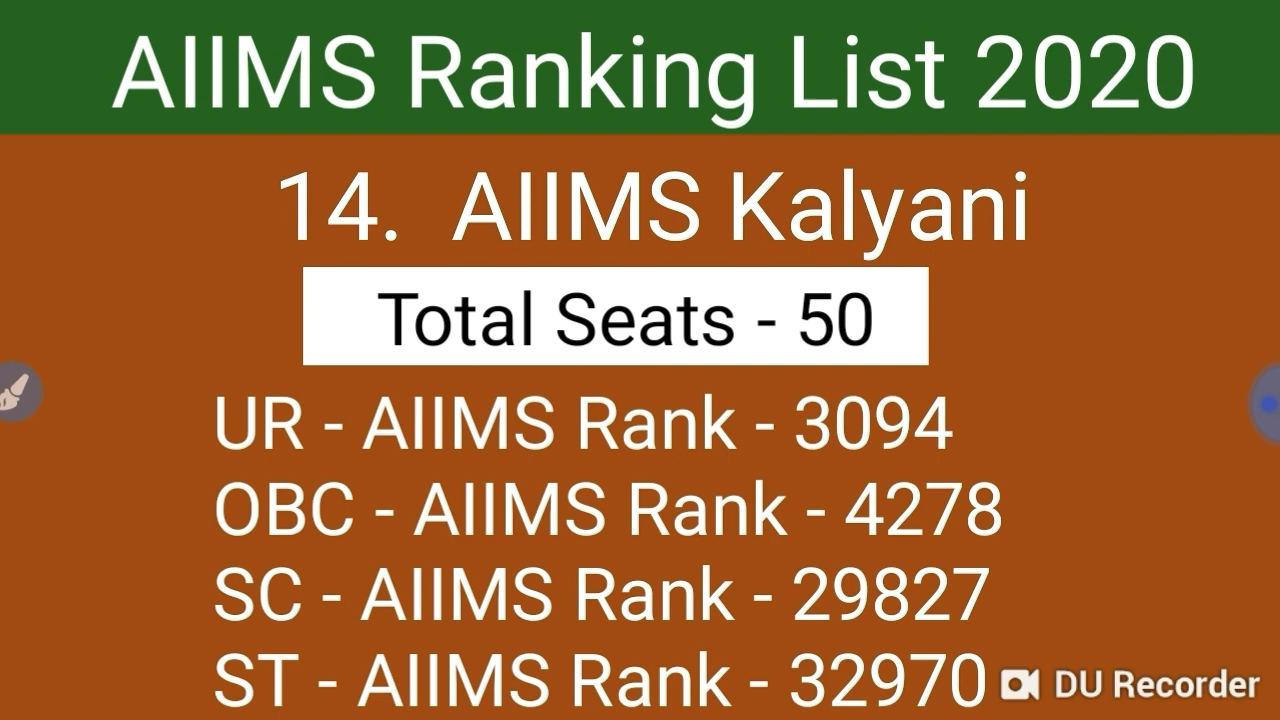 AIIMS Ranking List 2020
14. AIIMS Kalyani
Total Seats - 50
UR - AIIMS Rank - 3094
OBC - AIIMS Rank - 4278
SC - AIIMS Rank - 29827
ST - AIIMS Rank - 32970
DU Recorder